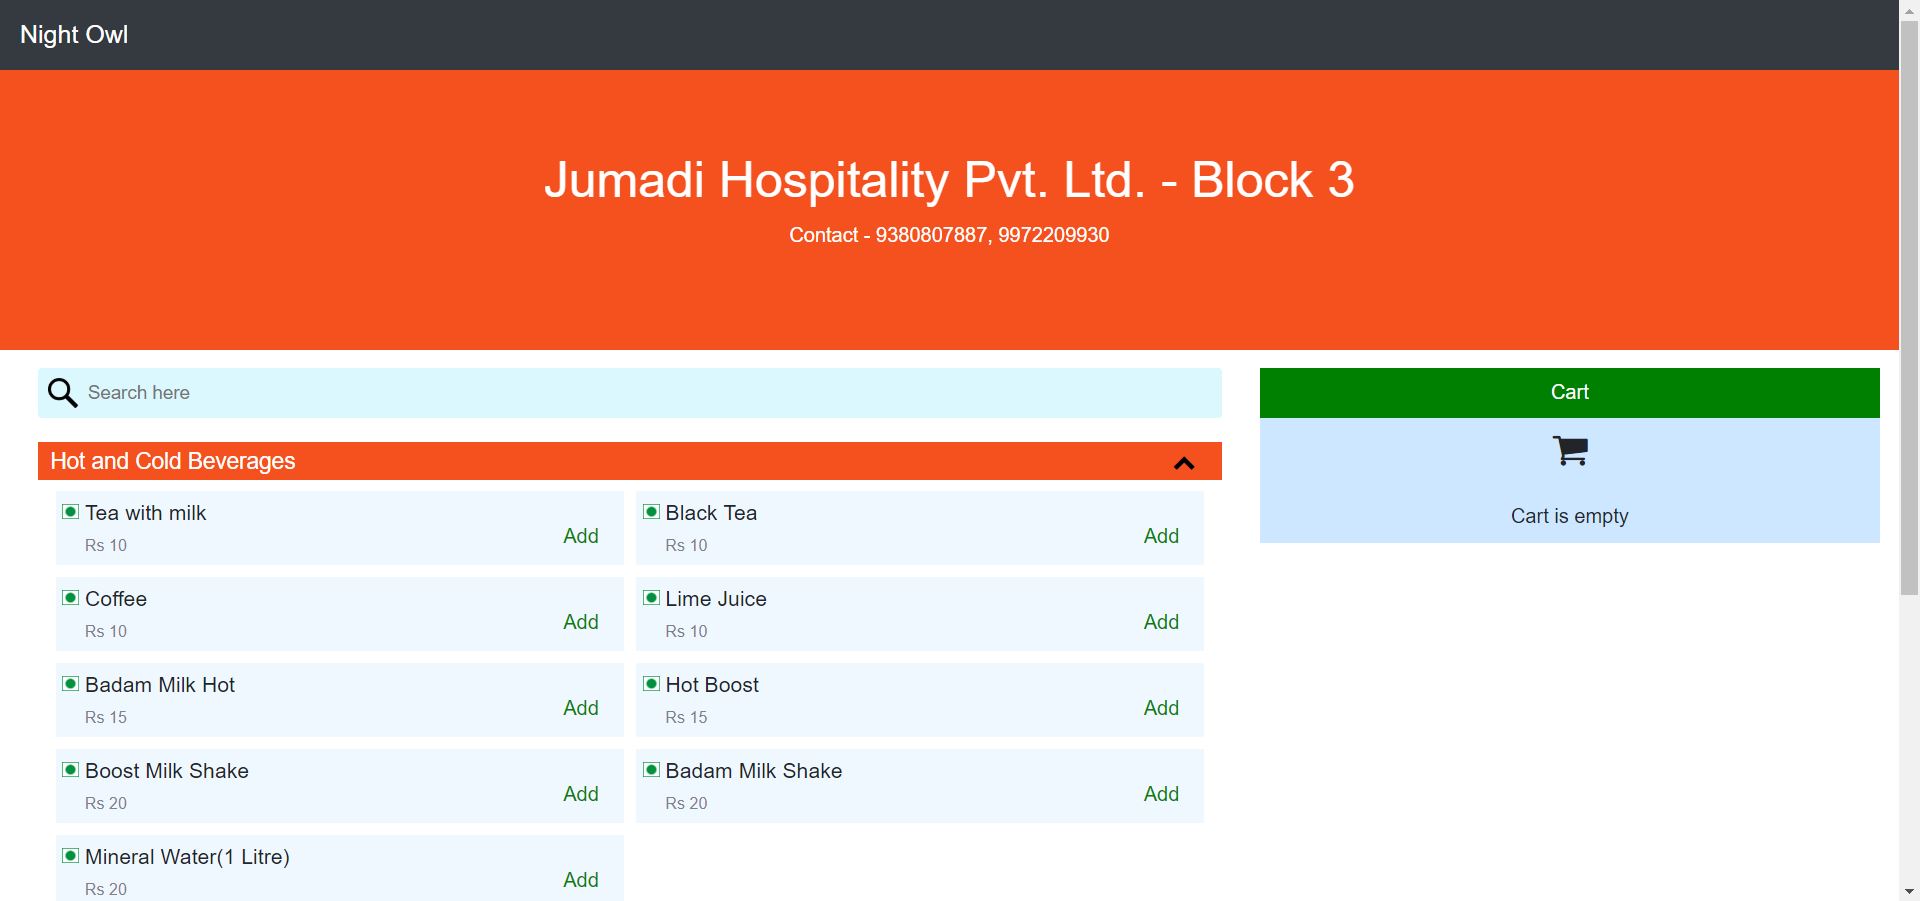 Night Owl
Jumadi Hospitality Pvt. Ltd. - Block 3
Contact - 9380807887, 9972209930
Search here
Cart
Cart is empty
Hot and Cold Beverages
Tea with milk
Rs 10
Add
Black Tea
Rs 10
Add
Coffee
Rs 10
Add
Lime Juice
Rs 10
Add
Badam Milk Hot
Rs 15
Add
Hot Boost
Rs 15
Add
Boost Milk Shake
Rs 20
Add
Badam Milk Shake
Rs 20
Add
Mineral Water(1 Litre)
Rs 20
Add